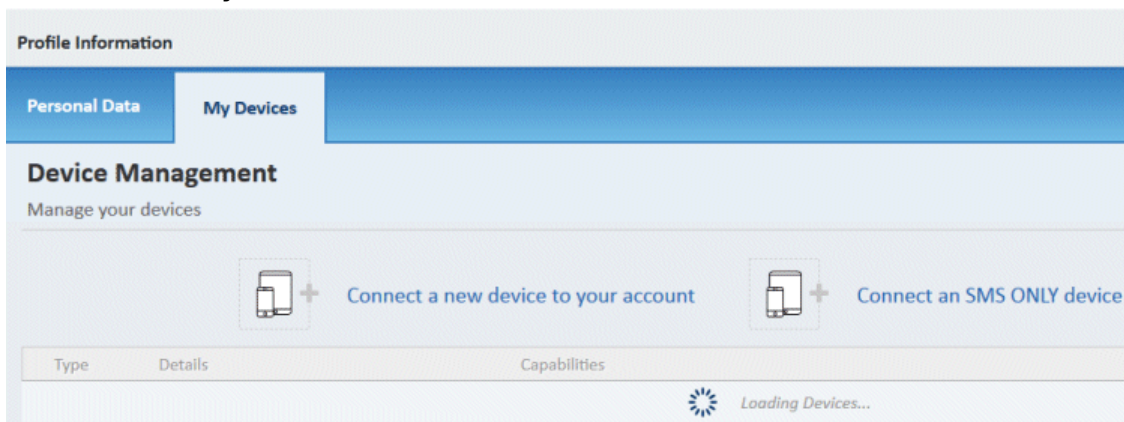 Profile Information
Personal Data My Devices
Device Management
Manage your devices
Connect a new device to your account Connect an SMS ONLY device
Type Details Capabilities
Loading Devices...